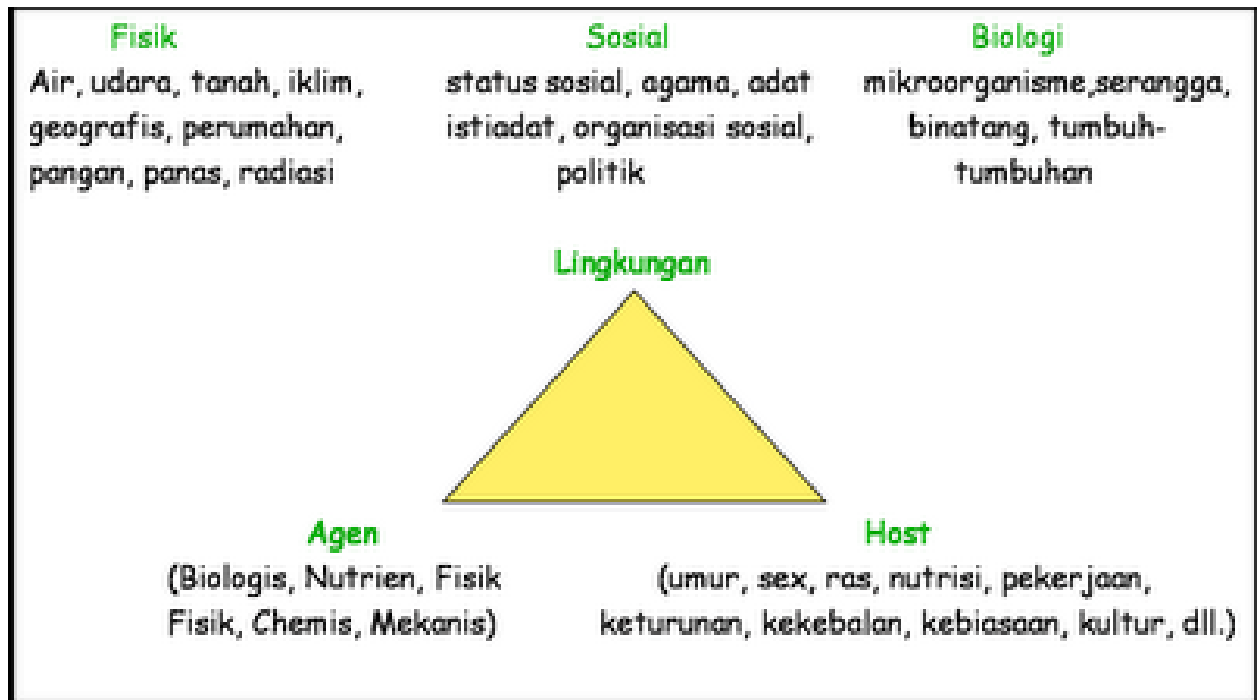 Fisik
Air, udara, tanah, iklim,
geografis, perumahan,
pangan, panas, radiasi
Sosial
status sosial, agama, adat
istiadat, organisasi sosial,
politik
Biologi
mikroorganisme,serangga,
binatang, tumbuh-
tumbuhan
Lingkungan
Agen
(Biologis, Nutrien, Fisik
Fisik, Chemis, Mekanis)
Host
(umur, sex, ras, nutrisi, pekerjaan,
keturunan, kekebalan, kebiasaan, kultur, dll.)